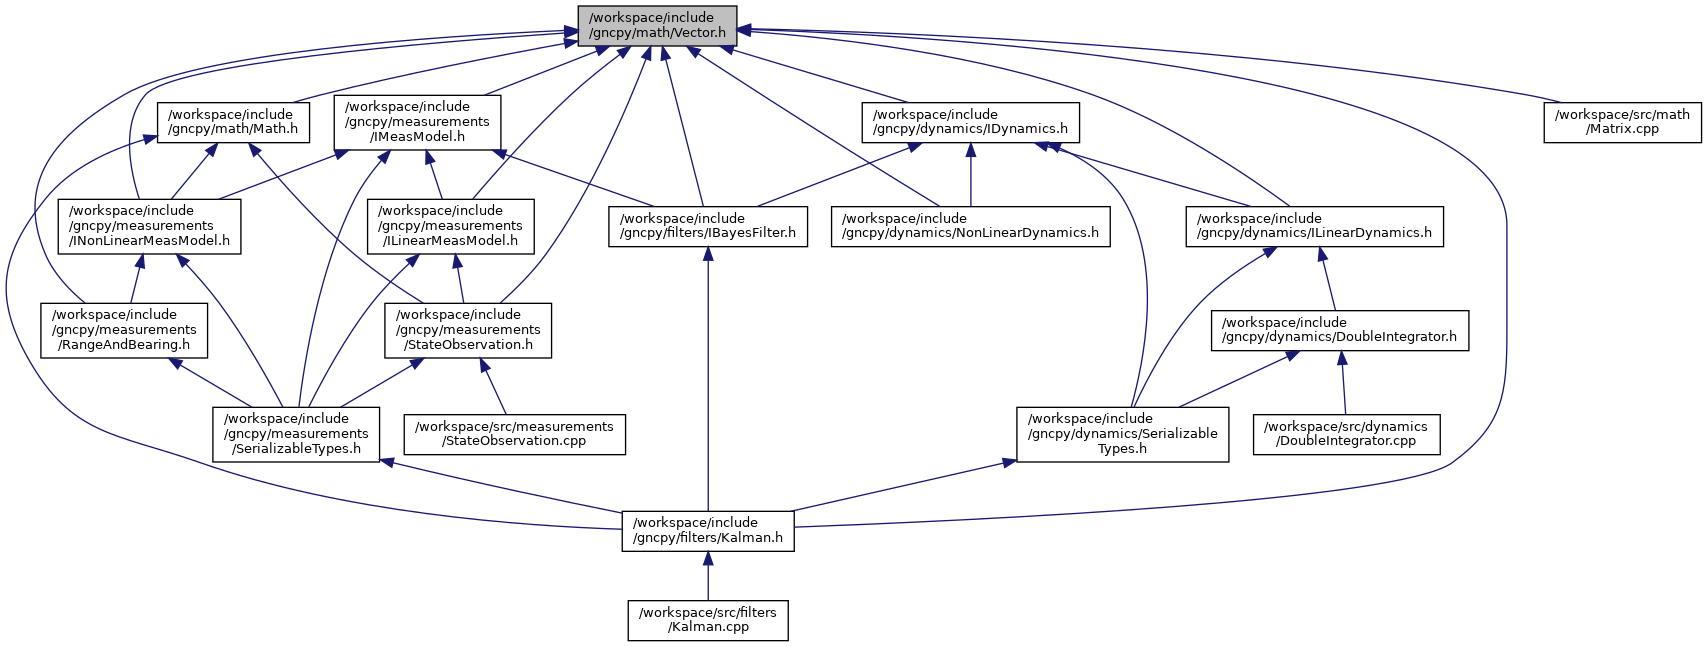 /workspace/include
/gncpy/math/Vector.h
/workspace/include
/gncpy/math/Math.h
/workspace/include
/gncpy/measurements
/IMeasModel.h
/workspace/include
/gncpy/dynamics/IDynamics.h
/workspace/src/math
/Matrix.cpp
/workspace/include
/gncpy/measurements
/INonLinearMeasModel.h
/workspace/include
/gncpy/measurements
/ILinearMeasModel.h
/workspace/include
/gncpy/filters/IBayesFilter.h
/workspace/include
/gncpy/dynamics/NonLinearDynamics.h
/workspace/include
/gncpy/dynamics/ILinearDynamics.h
/workspace/include
/gncpy/measurements
/RangeAndBearing.h
/workspace/include
/gncpy/measurements
/StateObservation.h
/workspace/include
/gncpy/dynamics/DoubleIntegrator.h
/workspace/include
/gncpy/measurements
/SerializableTypes.h
/workspace/src/measurements
/StateObservation.cpp
/workspace/include
/gncpy/dynamics/Serializable
Types.h
/workspace/src/dynamics
/DoubleIntegrator.cpp
/workspace/include
/gncpy/filters/Kalman.h
/workspace/src/filters
/Kalman.cpp